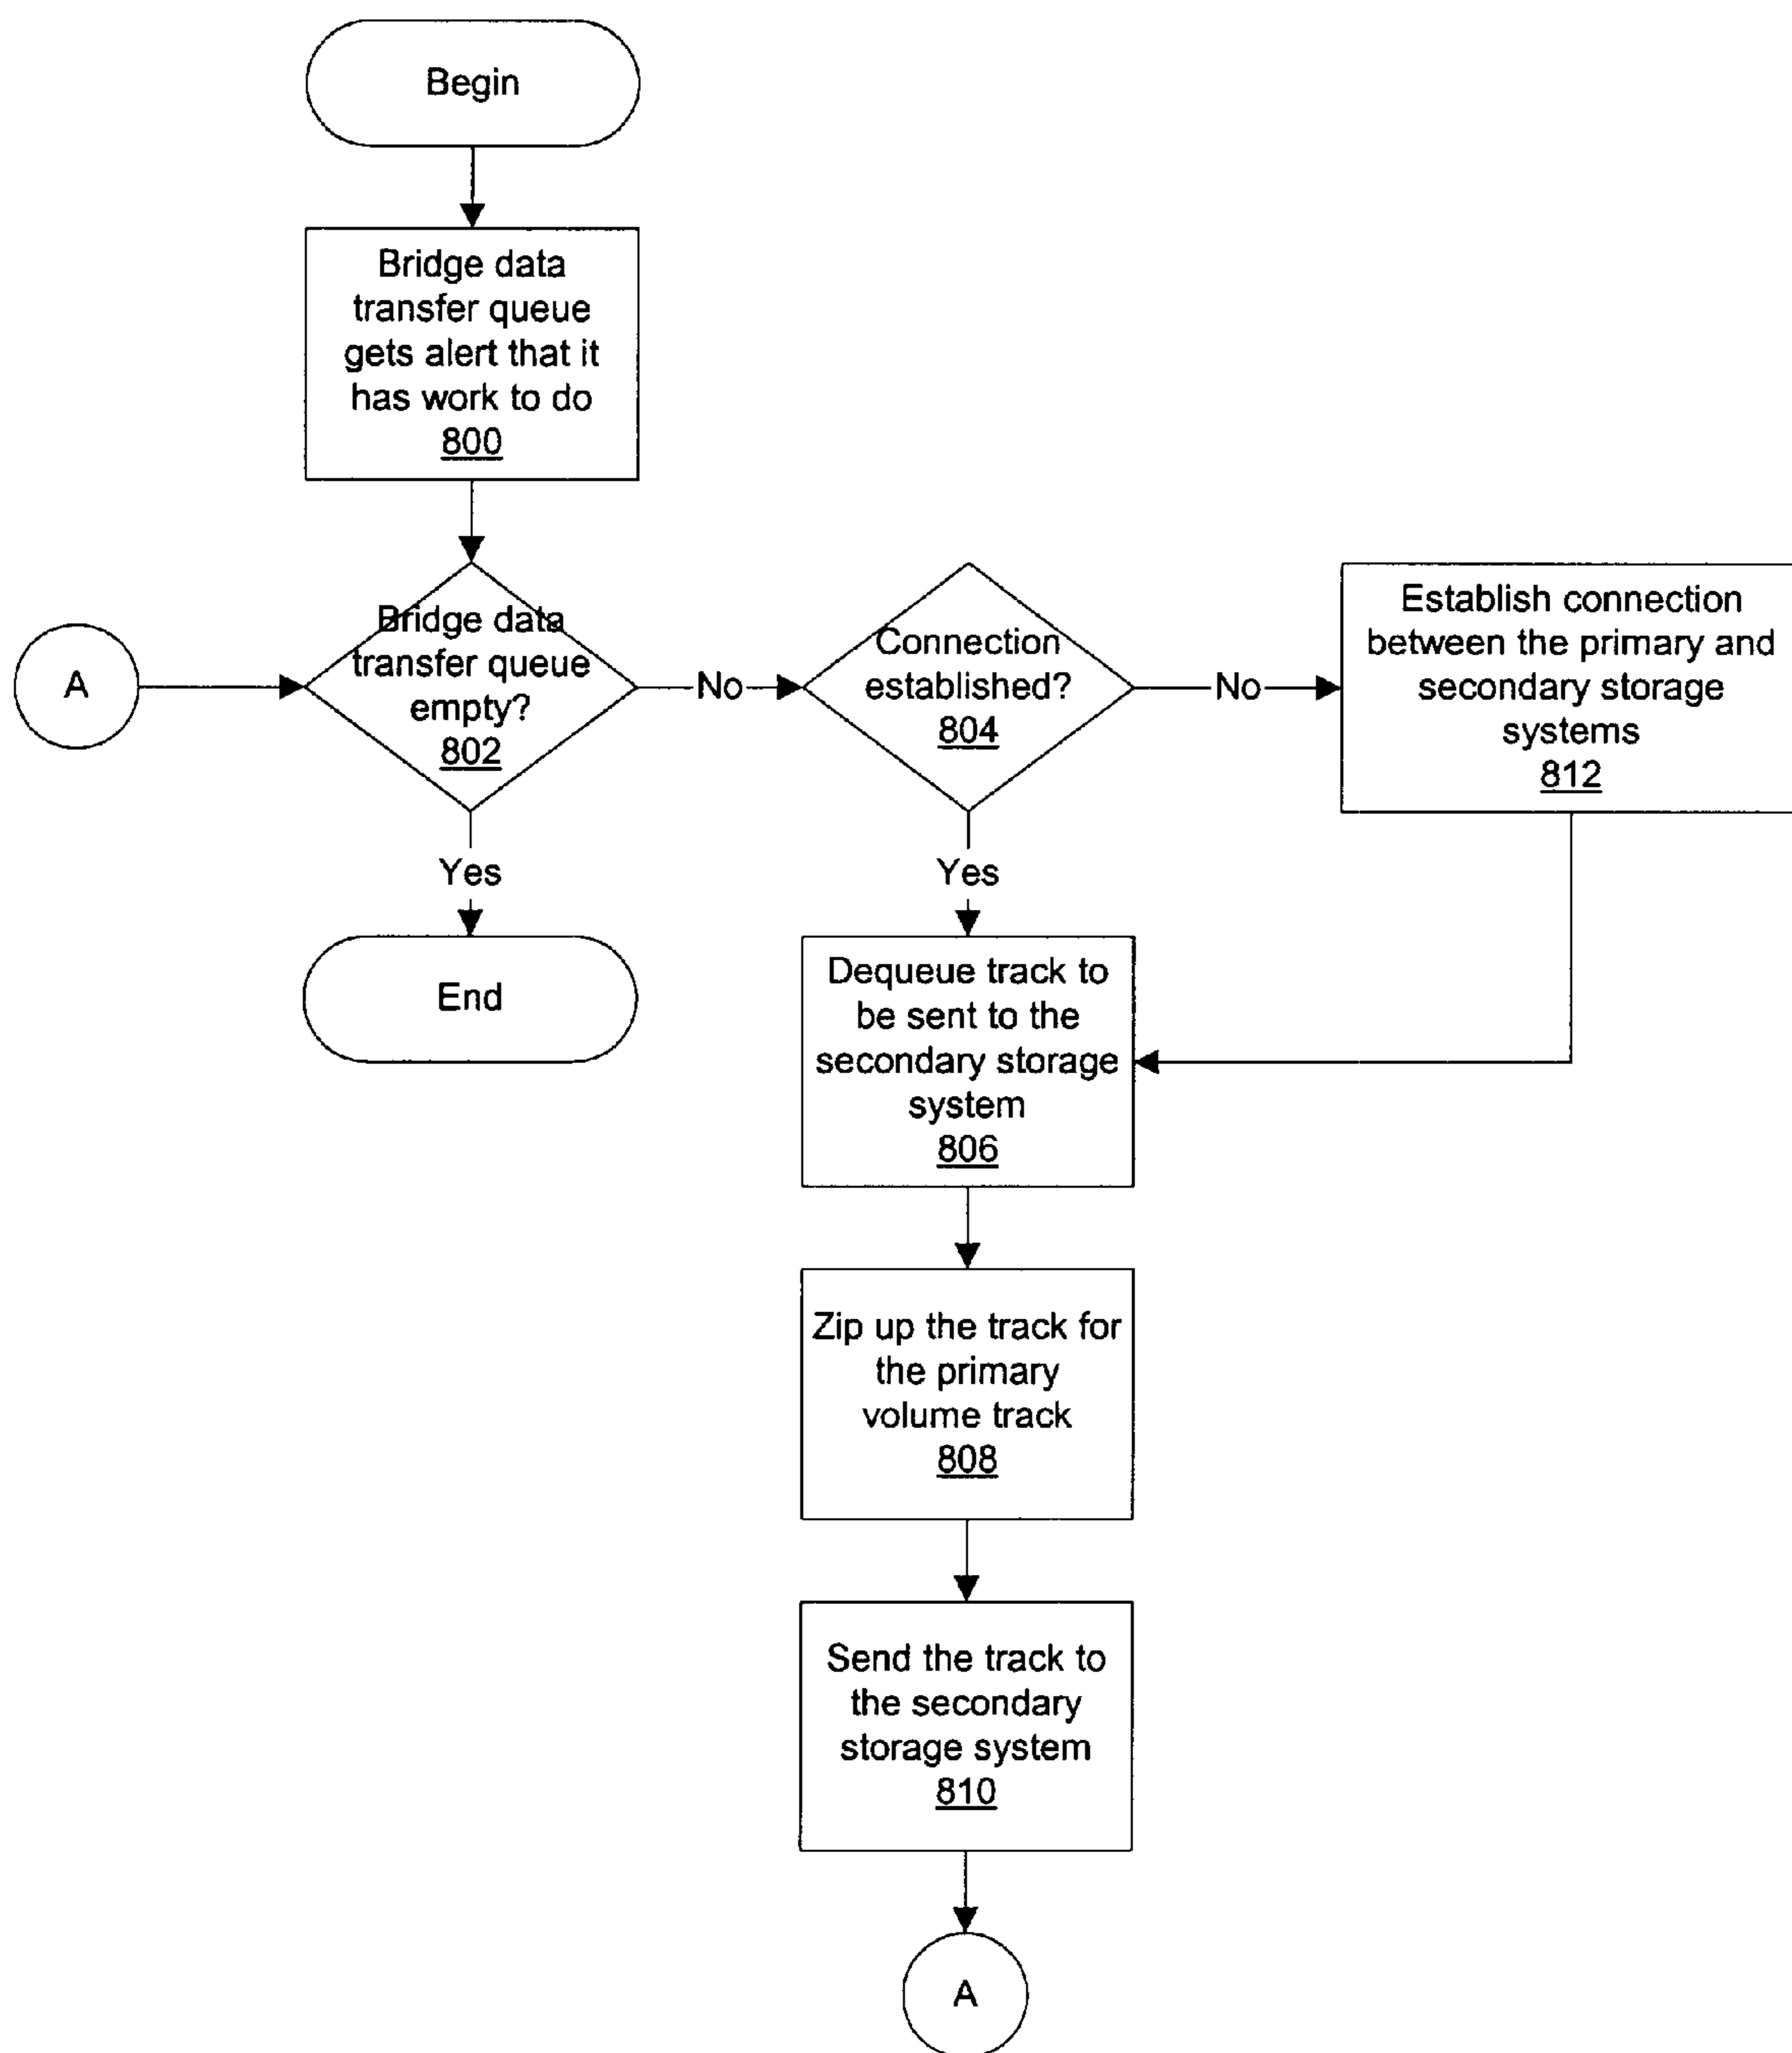 Begin
Bridge data
transfer queue
gets alert that it
has work to do
800
A
Bridge data
transfer queue
empty?
802
No
Connection
established?
804
No
Establish connection
between the primary and
secondary storage
systems
812
Yes
Yes
End
Dequeue track to
be sent to the
secondary storage
system
806
Zip up the track for
the primary
volume track
808
Send the track to
the secondary
storage system
810
A